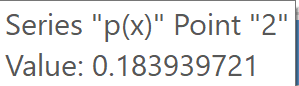 Series "p(x)" Point "2"
Value: 0.183939721